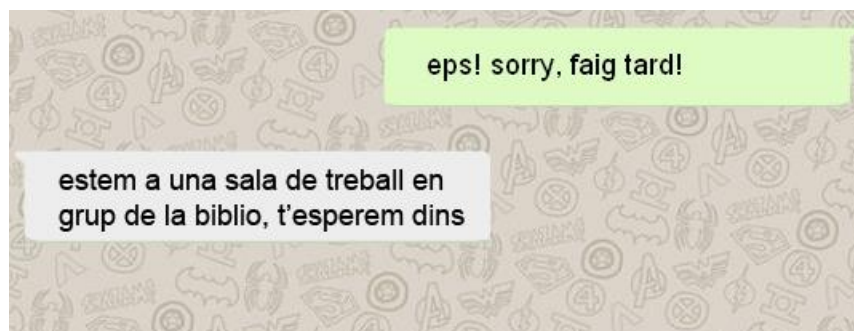 eps! sorry, faig tard!
estem a una sala de treball en
grup de la biblio, t'esperem dins